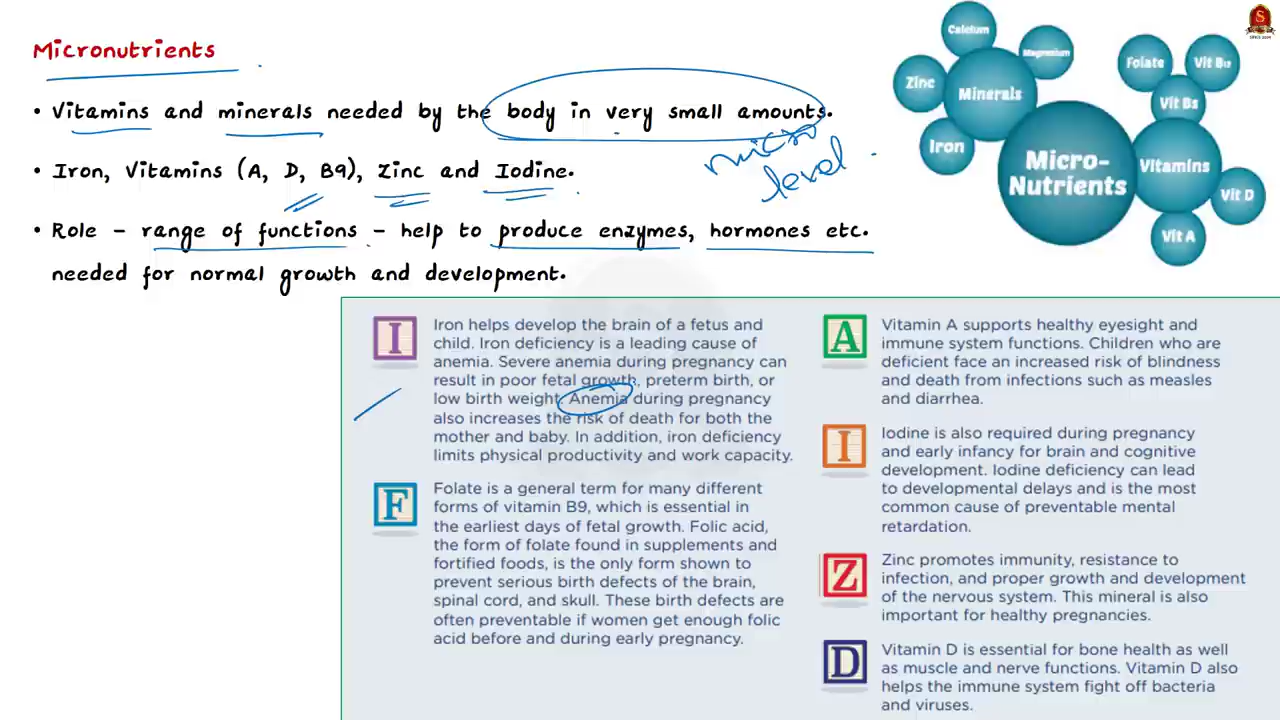 Micronutrients
• Vitamins and minerals needed by the body in very small amounts.
micro
level
• Iron, Vitamins (A, D, B9), Zinc and Iodine.
• Role - range of functions - help to produce enzymes, hormones etc.
needed for normal growth and development.
Calcium
Magnesium
Zinc
Minerals
Iron
Micro-
Nutrients
Folate
Vit B12
Vit Bs
Vitamins
Vit D
Vit A
I
Iron helps develop the brain of a fetus and
child. Iron deficiency is a leading cause of
anemia. Severe anemia during pregnancy can
result in poor fetal growth, preterm birth, or
low birth weight. Anemia during pregnancy
also increases the risk of death for both the
mother and baby. In addition, iron deficiency
limits physical productivity and work capacity.
F
Folate is a general term for many different
forms of vitamin B9, which is essential in
the earliest days of fetal growth. Folic acid,
the form of folate found in supplements and
fortified foods, is the only form shown to
prevent serious birth defects of the brain,
spinal cord, and skull. These birth defects are
often preventable if women get enough folic
acid before and during early pregnancy.
A
Vitamin A supports healthy eyesight and
immune system functions. Children who are
deficient face an increased risk of blindness
and death from infections such as measles
and diarrhea.
I
Iodine is also required during pregnancy
and early infancy for brain and cognitive
development. Iodine deficiency can lead
to developmental delays and is the most
common cause of preventable mental
retardation.
Z
Zinc promotes immunity, resistance to
infection, and proper growth and development
of the nervous system. This mineral is also
important for healthy pregnancies.
D
Vitamin D is essential for bone health as well
as muscle and nerve functions. Vitamin D also
helps the immune system fight off bacteria
and viruses.